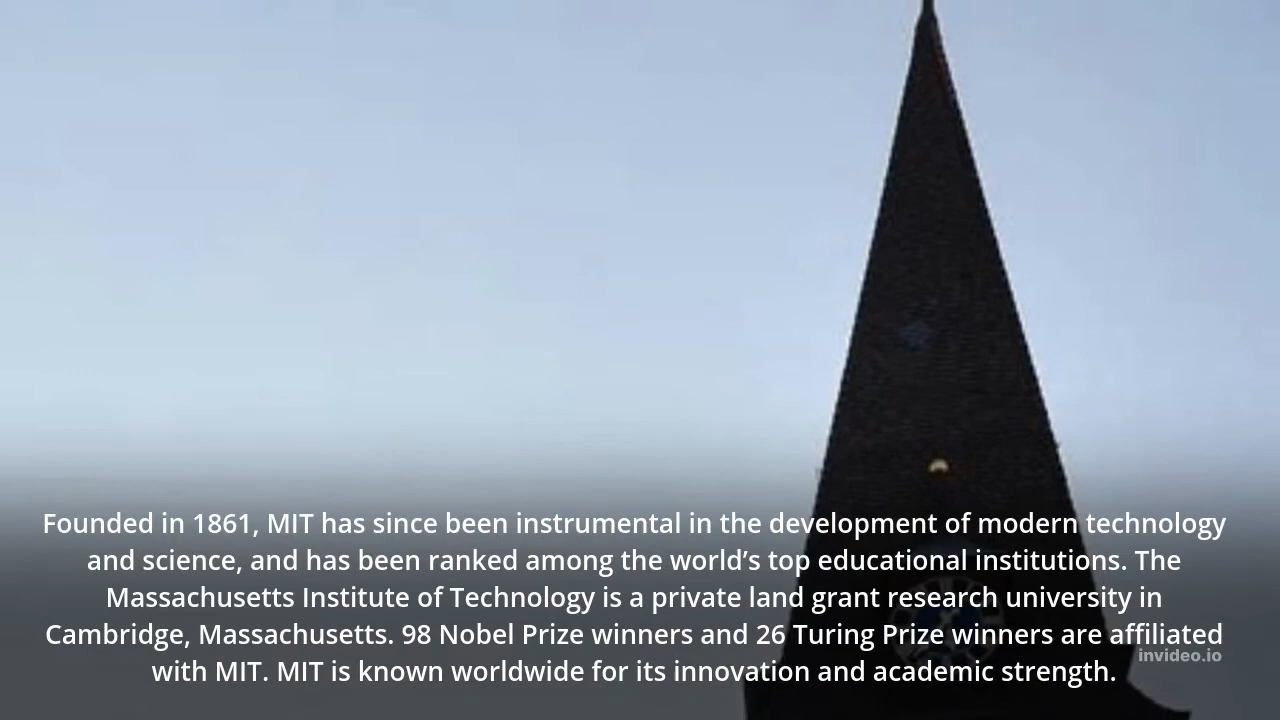 Founded in 1861, MIT has since been instrumental in the development of modern technology
and science, and has been ranked among the world’s top educational institutions. The
Massachusetts Institute of Technology is a private land grant research university in
Cambridge, Massachusetts. 98 Nobel Prize winners and 26 Turing Prize winners are affiliated
with MIT. MIT is known worldwide for its innovation and academic strength.
invideo.io